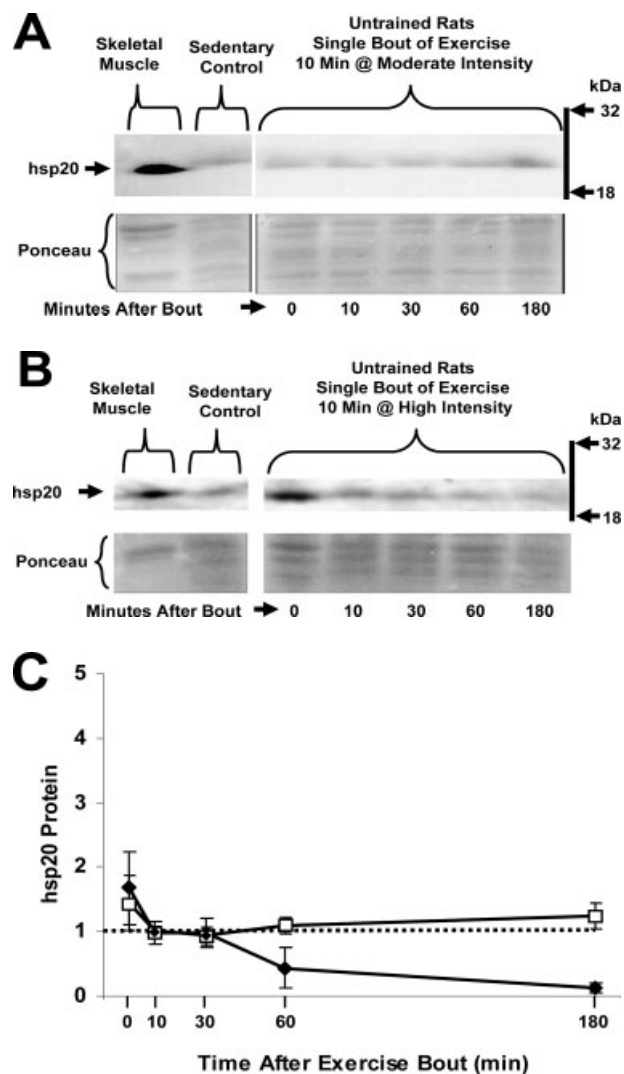 A
Skeletal
Muscle
Sedentary
Control
Untrained Rats
Single Bout of Exercise
10 Min @ Moderate Intensity
kDa
32
hsp20
18
Ponceau
Minutes After Bout
0 10 30 60 180
B
Skeletal
Muscle
Sedentary
Control
Untrained Rats
Single Bout of Exercise
10 Min @ High Intensity
kDa
32
hsp20
18
Ponceau
Minutes After Bout
0 10 30 60 180
C
5
4
3
2
1
0
hsp20 Protein
0 10 30 60 180
Time After Exercise Bout (min)